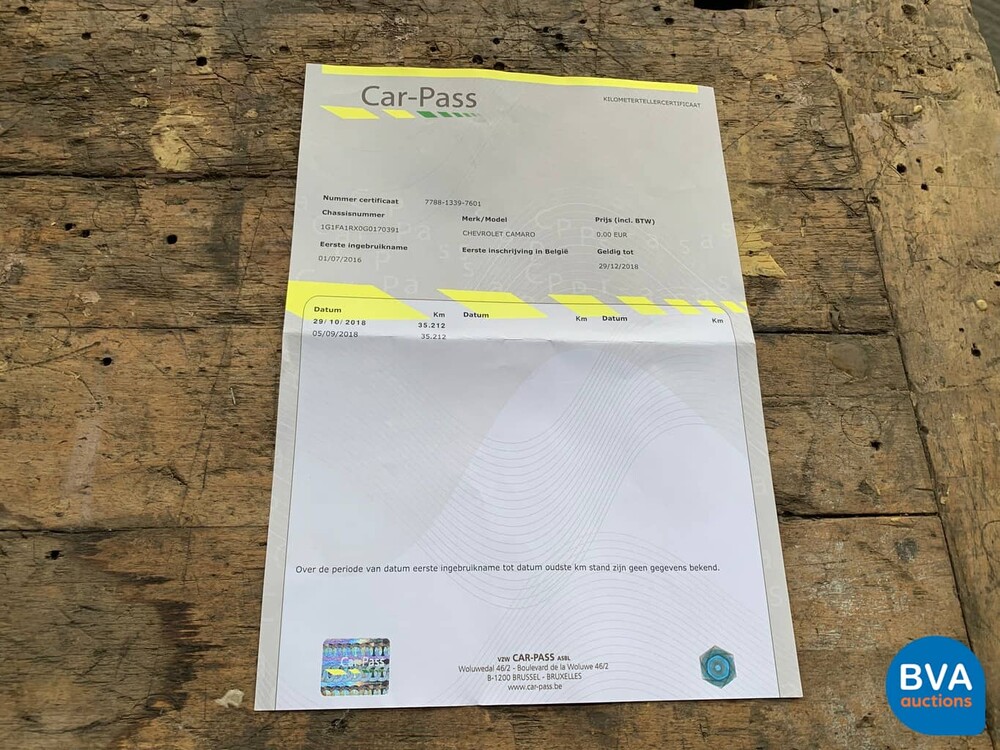 Car-Pass
KILOMETERTELLERCERTIFICAAT
Nummer certificaat 7788-1339-7601
Chassisnummer Merk/Model Prijs (incl. BTW)
1G1FA1RX0G0170391 CHEVROLET CAMARO 0.00 EUR
Eerste ingebruikname Eerste inschrijving in België Geldig tot
01/07/2016 29/12/2018
Datum Km Datum Km Datum Km
29/10/2018 35.212
05/09/2018 35.212
Over de periode van datum eerste ingebruikname tot datum oudste km stand zijn geen gegevens bekend.
Car-Pass
VZW CAR-PASS ASBL
Woluwedal 46/2 - Boulevard de la Woluwe 46/2
B-1200 BRUSSEL - BRUXELLES
www.car-pass.be
BVA
auctions